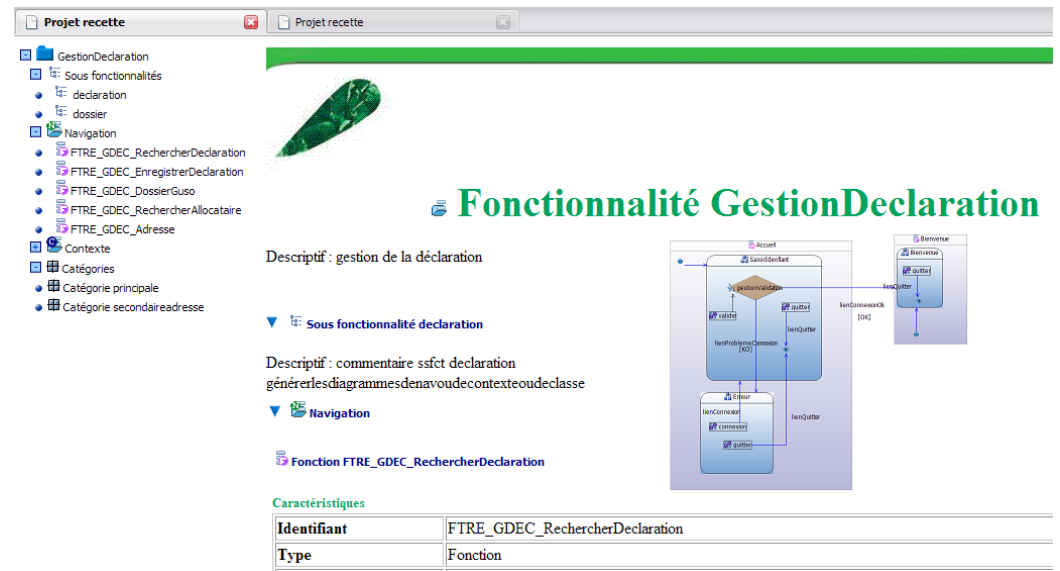 Projet recette
Projet recette
GestionDeclaration
Sous fonctionnalités
declaration
dossier
Navigation
FTRE_GDEC_RechercherDeclaration
FTRE_GDEC_EnregistrerDeclaration
FTRE_GDEC_DossierGuso
FTRE_GDEC_RechercherAllocataire
FTRE_GDEC_Adresse
Contexte
Catégories
Catégorie principale
Catégorie secondaireadresse
Fonctionnalité GestionDeclaration
Descriptif : gestion de la déclaration
Sous fonctionnalité declaration
Descriptif : commentaire ssfct declaration
générerlesdiagrammesdenavoudecontexteoudeclasse
Navigation
Fonction FTRE_GDEC_RechercherDeclaration
Caractéristiques
Identifiant FTRE_GDEC_RechercherDeclaration
Type Fonction
Accueil
SaisirIdentifiant
gestionValidation
valider
quitter
lienQuitter
lienProblemeConnexion
[KO]
Erreur
lienConnexion
connexion
quitter
lienQuitter
lienConnexionOk
[OK]
Bienvenue
Bienvenue
quitter
lienQuitter